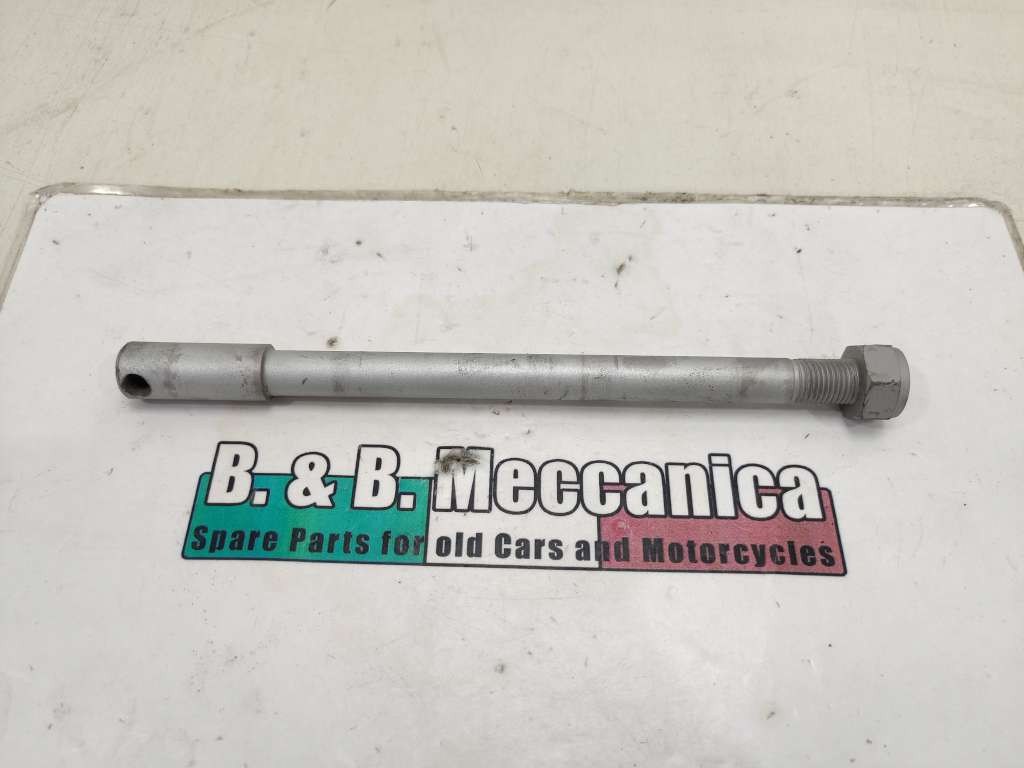 B. & B. Meccanica
Spare Parts for old Cars and Motorcycles